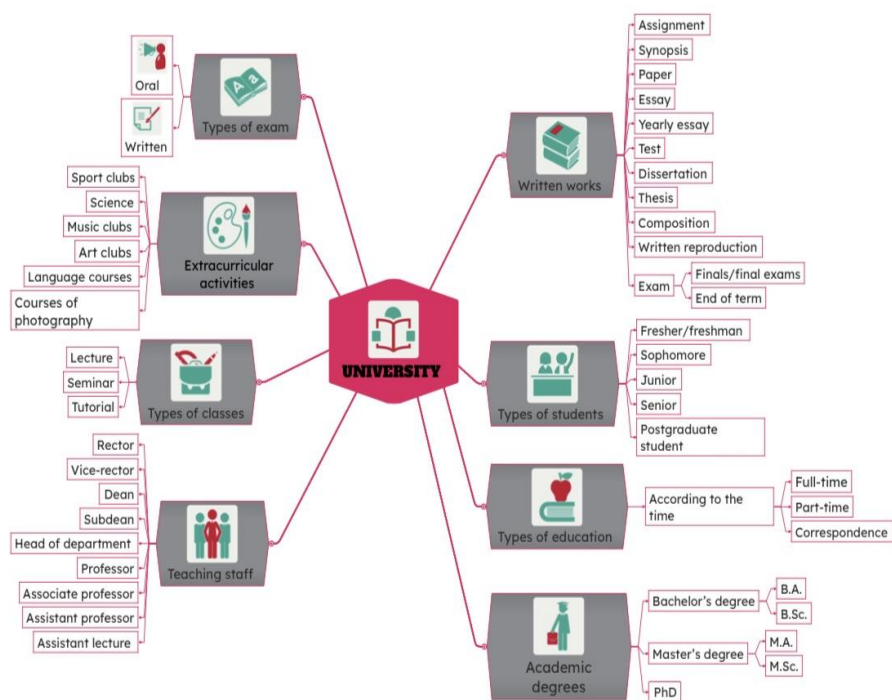 UNIVERSITY
Types of exam
Oral
Written
Extracurricular
activities
Sport clubs
Science
Music clubs
Art clubs
Language courses
Courses of
photography
Types of classes
Lecture
Seminar
Tutorial
Teaching staff
Rector
Vice-rector
Dean
Subdean
Head of department
Professor
Associate professor
Assistant professor
Assistant lecture
Written works
Assignment
Synopsis
Paper
Essay
Yearly essay
Test
Dissertation
Thesis
Composition
Written reproduction
Exam
Finals/final exams
End of term
Types of students
Fresher/freshman
Sophomore
Junior
Senior
Postgraduate
student
Types of education
According to the
time
Full-time
Part-time
Correspondence
Academic
degrees
Bachelor's degree
B.A.
B.Sc.
Master's degree
M.A.
M.Sc.
PhD
A a